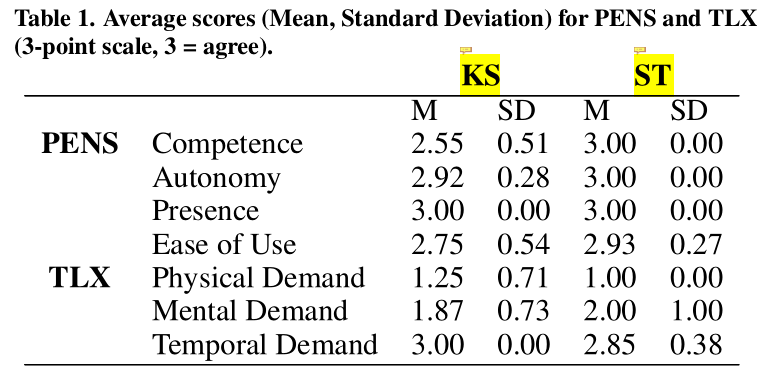 Table 1. Average scores (Mean, Standard Deviation) for PENS and TLX
(3-point scale, 3 = agree).
KS ST
M SD M SD
PENS Competence 2.55 0.51 3.00 0.00
Autonomy 2.92 0.28 3.00 0.00
Presence 3.00 0.00 3.00 0.00
Ease of Use 2.75 0.54 2.93 0.27
TLX Physical Demand 1.25 0.71 1.00 0.00
Mental Demand 1.87 0.73 2.00 1.00
Temporal Demand 3.00 0.00 2.85 0.38